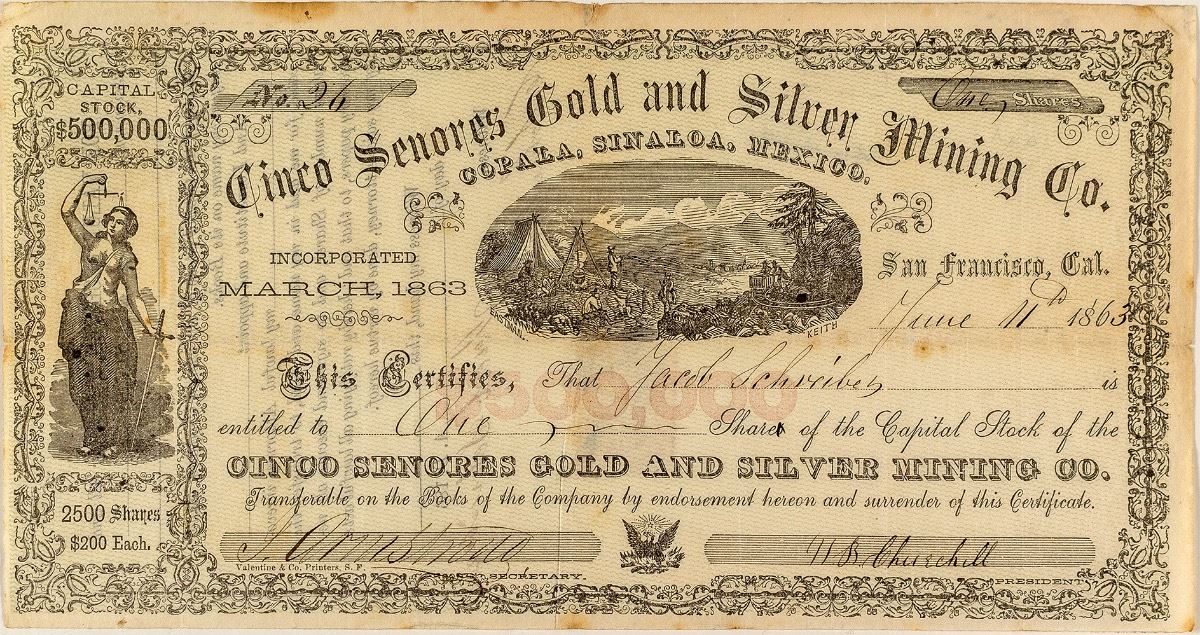 CAPITAL
STOCK,
$500,000
No. 26
One Shares
Cinco Senores Gold and Silver Mining Co.
COPALA, SINALOA, MEXICO.
INCORPORATED
MARCH, 1863
San Francisco, Cal.
June 11th 1863
KEITH
This Certifies, That Jacob Schreiber is
$500,000
entitled to One Share of the Capital Stock of the
CINCO SENORES GOLD AND SILVER MINING CO.
Transferable on the Books of the Company by endorsement hereon and surrender of this Certificate.
2500 Shares
$200 Each.
J. Armstrong
Valentine & Co. Printers, S. F.
SECRETARY.
Churchill
PRESIDENT